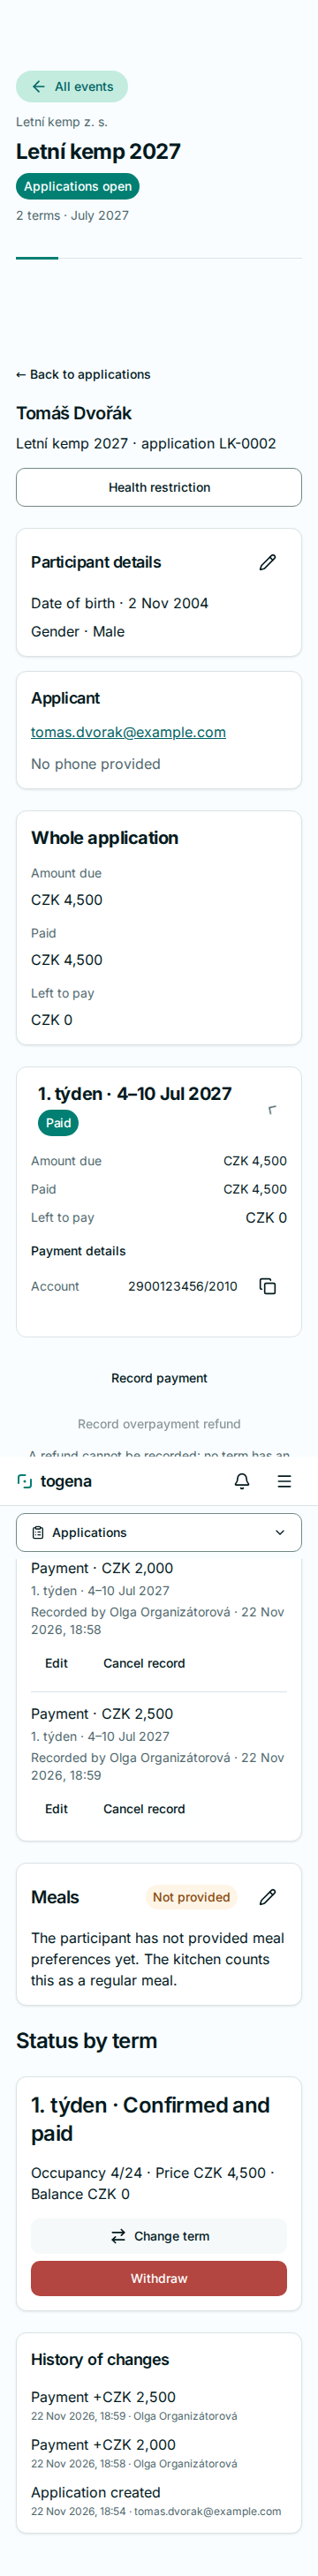 All events
Letní kemp z. s.
Letní kemp 2027
Applications open
2 terms · July 2027
← Back to applications
Tomáš Dvořák
Letní kemp 2027 · application LK-0002
Health restriction
Participant details
Date of birth · 2 Nov 2004
Gender · Male
Applicant
tomas.dvorak@example.com
No phone provided
Whole application
Amount due
CZK 4,500
Paid
CZK 4,500
Left to pay
CZK 0
1. týden · 4–10 Jul 2027
Paid
Amount due CZK 4,500
Paid CZK 4,500
Left to pay CZK 0
Payment details
Account 2900123456/2010
Record payment
Record overpayment refund
A refund cannot be recorded: no term has an
togena
Applications
Payment · CZK 2,000
1. týden · 4–10 Jul 2027
Recorded by Olga Organizátorová · 22 Nov
2026, 18:58
Edit Cancel record
Payment · CZK 2,500
1. týden · 4–10 Jul 2027
Recorded by Olga Organizátorová · 22 Nov
2026, 18:59
Edit Cancel record
Meals Not provided
The participant has not provided meal
preferences yet. The kitchen counts
this as a regular meal.
Status by term
1. týden · Confirmed and
paid
Occupancy 4/24 · Price CZK 4,500 ·
Balance CZK 0
Change term
Withdraw
History of changes
Payment +CZK 2,500
22 Nov 2026, 18:59 · Olga Organizátorová
Payment +CZK 2,000
22 Nov 2026, 18:58 · Olga Organizátorová
Application created
22 Nov 2026, 18:54 · tomas.dvorak@example.com